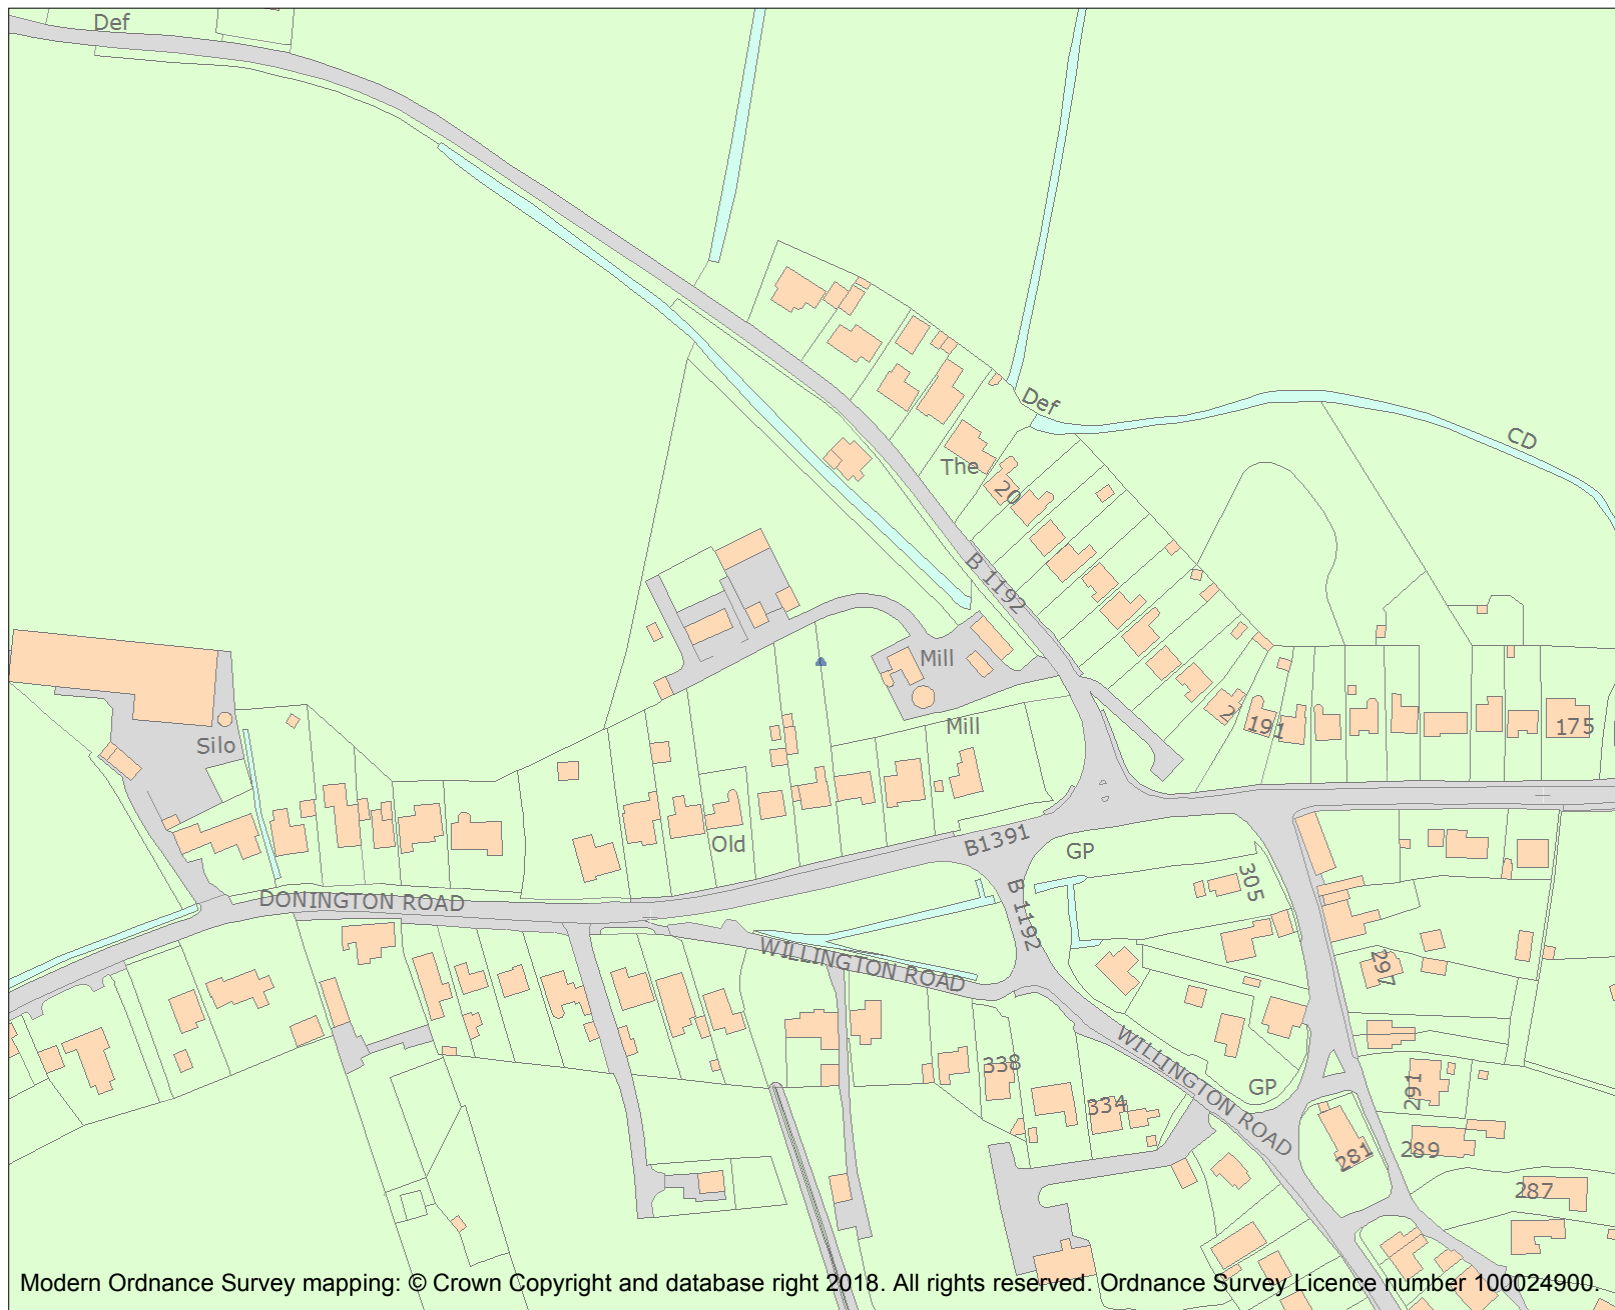 Def
Def
CD
The
20
B 1192
Mill
Mill
2
191
175
Silo
Old
B1391
GP
305
DONINGTON ROAD
B 1192
WILLINGTON ROAD
297
338
334
WILLINGTON ROAD
GP
291
281
289
287
Modern Ordnance Survey mapping: © Crown Copyright and database right 2018. All rights reserved. Ordnance Survey Licence number 100024900.